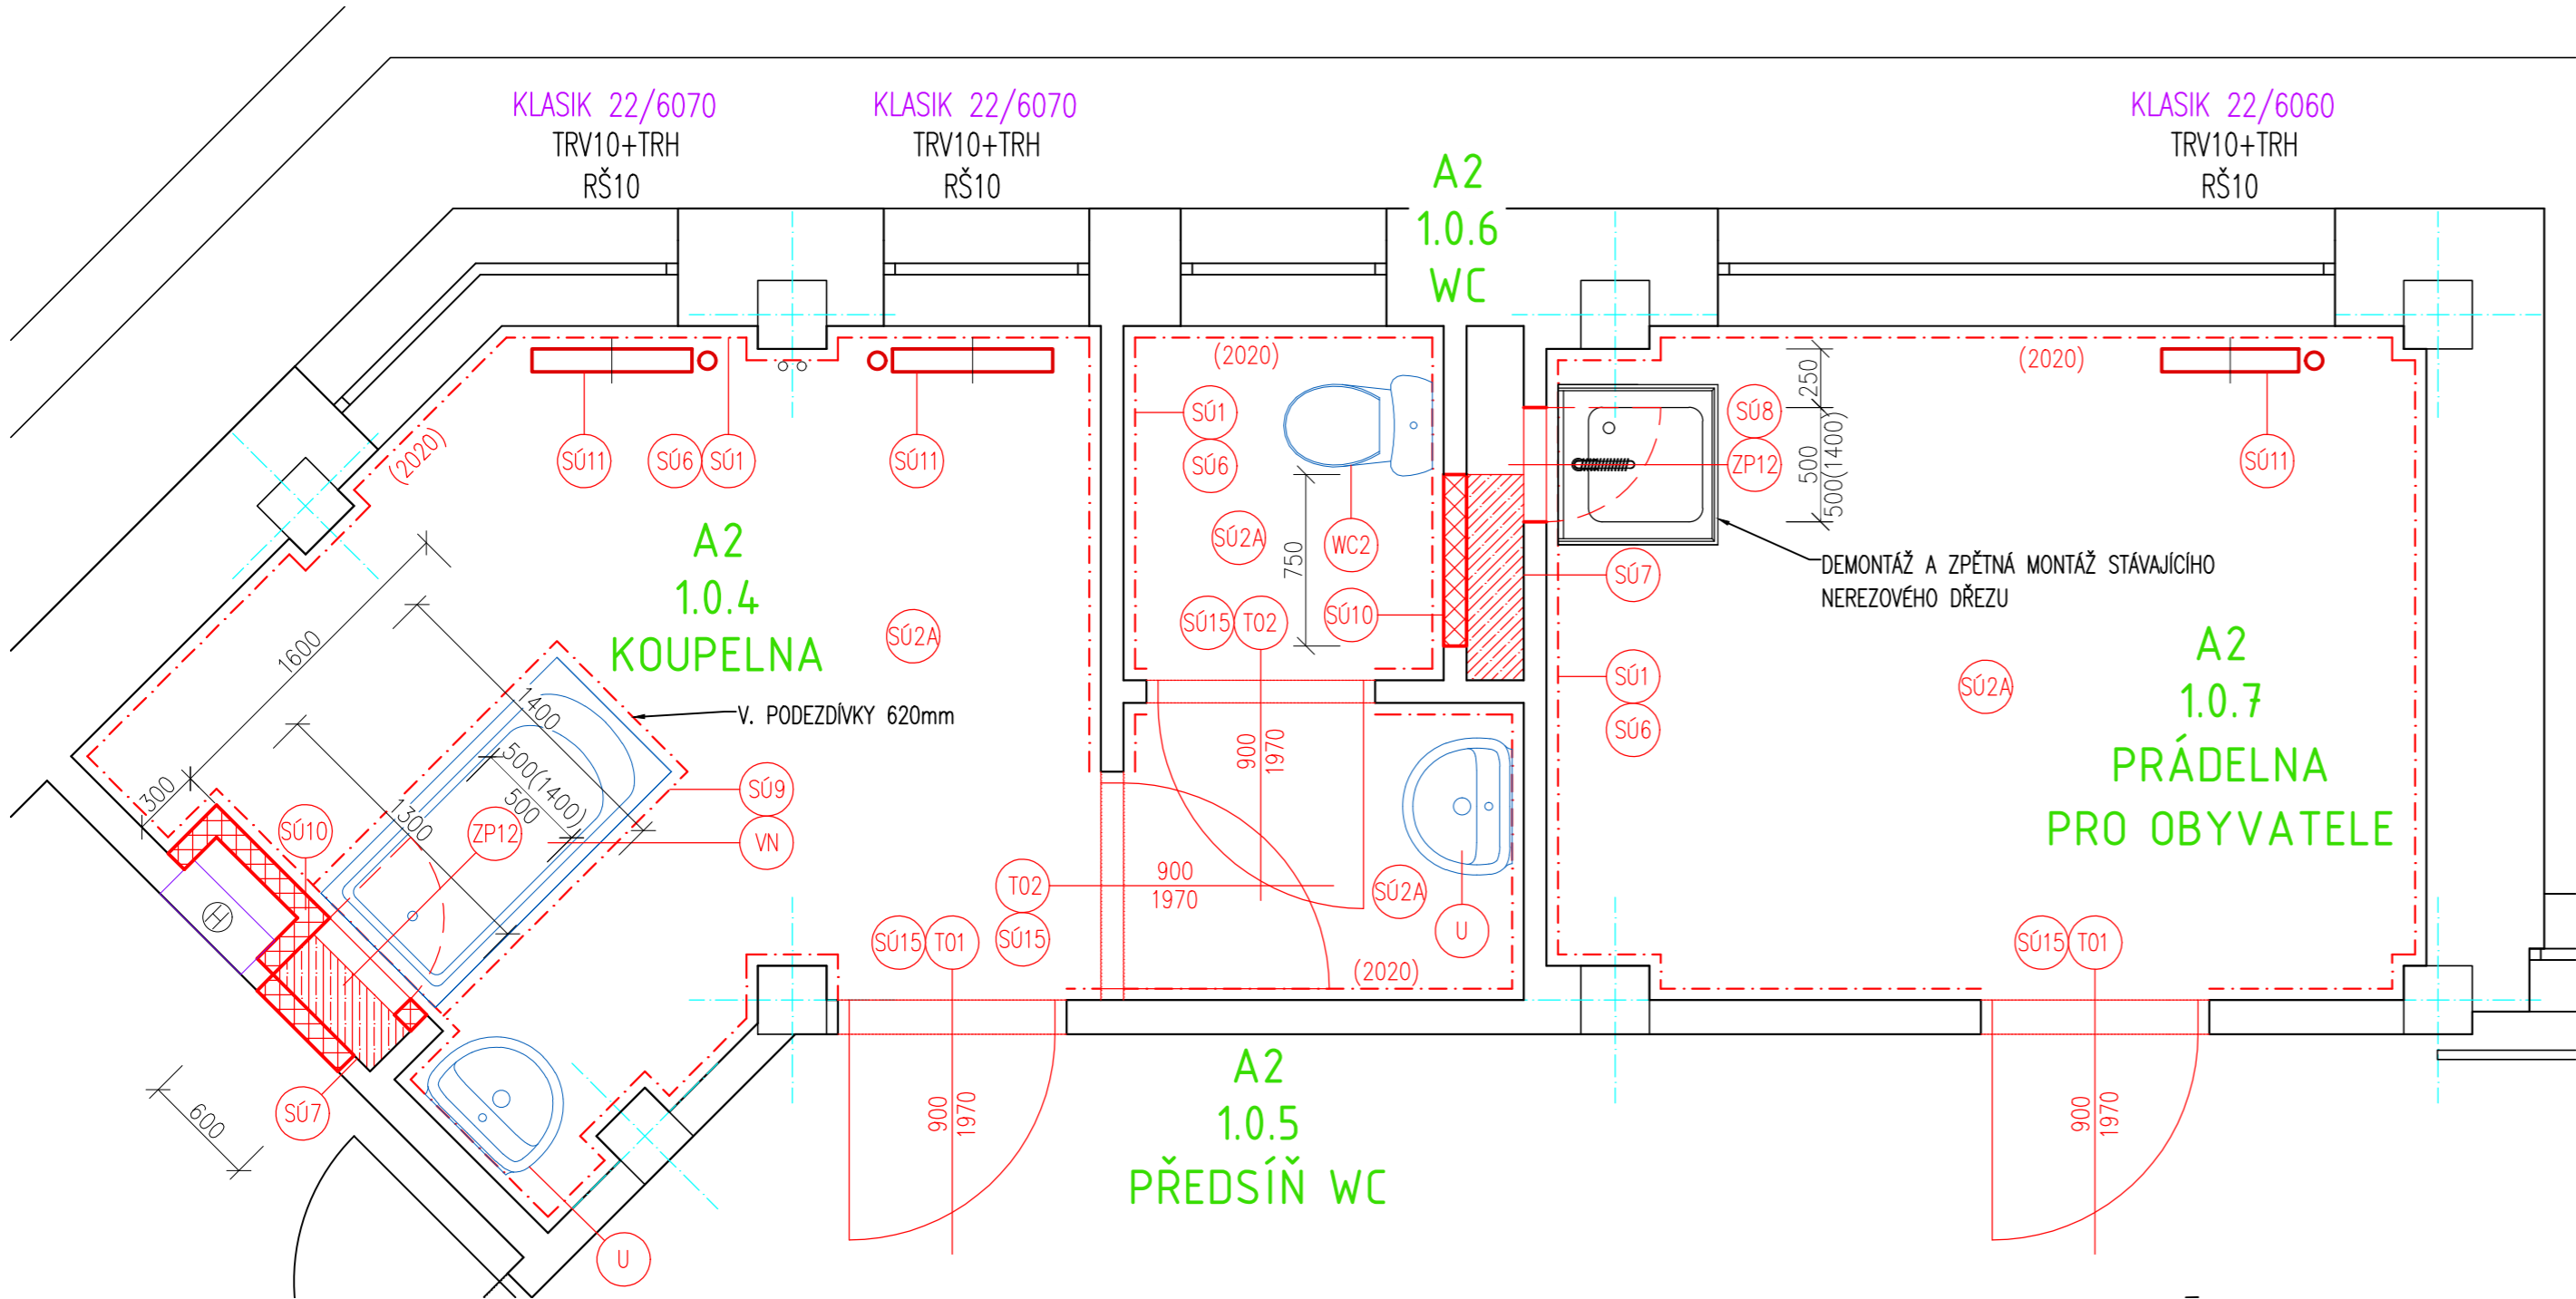 KLASIK 22/6070
TRV10+TRH
RŠ10
KLASIK 22/6070
TRV10+TRH
RŠ10
A2
1.0.6
WC
KLASIK 22/6060
TRV10+TRH
RŠ10
(2020)
SÚ11
SÚ6
SÚ1
SÚ11
A2
1.0.4
KOUPELNA
SÚ2A
1600
300
1400
1300
500(1400)
500
V. PODEZDÍVKY 620mm
SÚ10
ZP12
SÚ9
VN
H
SÚ7
600
U
SÚ15
T01
900
1970
(2020)
SÚ1
SÚ6
SÚ2A
WC2
750
SÚ15
T02
SÚ10
900
1970
T02
SÚ15
900
1970
SÚ2A
U
(2020)
A2
1.0.5
PŘEDSÍŇ WC
(2020)
250
500
500(1400)
SÚ8
ZP12
SÚ11
SÚ7
DEMONTÁŽ A ZPĚTNÁ MONTÁŽ STÁVAJÍCÍHO
NEREZOVÉHO DŘEZU
SÚ1
SÚ6
SÚ2A
A2
1.0.7
PRÁDELNA
PRO OBYVATELE
SÚ15
T01
900
1970